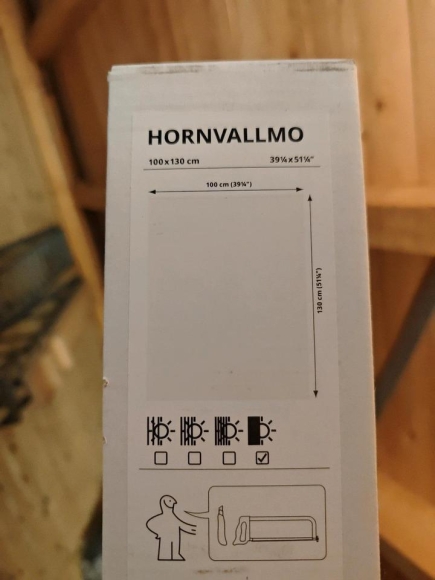 HORNVALLMO
100x130 cm 39¼x51¼"
100 cm (39¼")
130 cm (51¼")